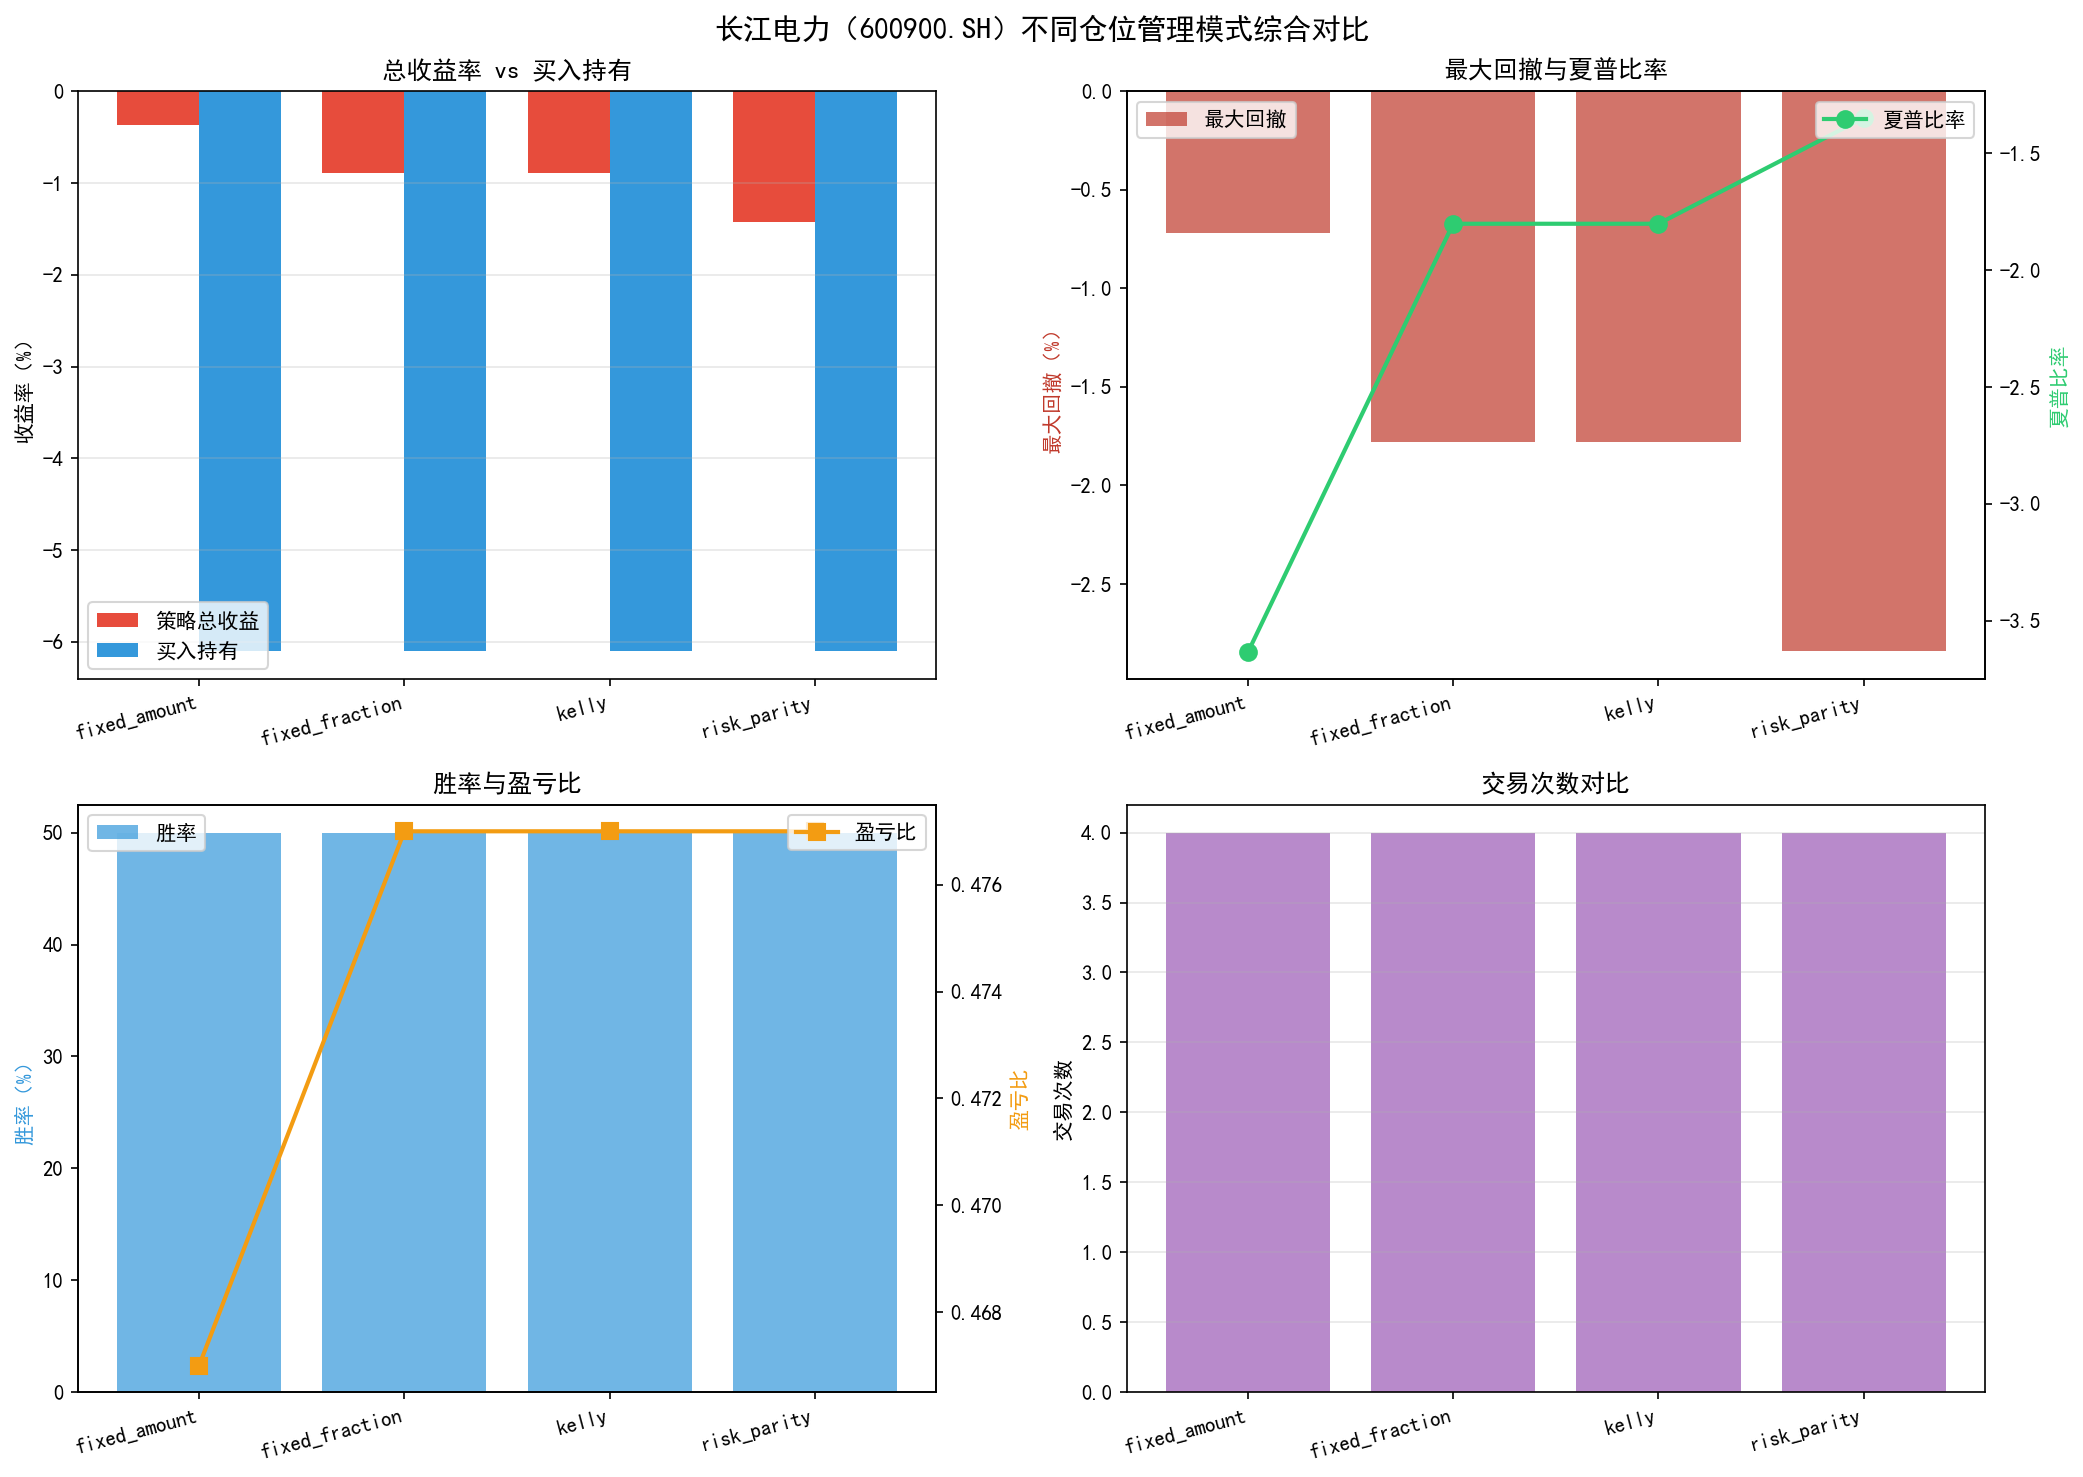 长江电力（600900.SH）不同仓位管理模式综合对比
总收益率 vs 买入持有
收益率（%）
0
−1
−2
−3
−4
−5
−6
策略总收益
买入持有
fixed_amount
fixed_fraction
kelly
risk_parity
最大回撤与夏普比率
最大回撤（%）
0.0
−0.5
−1.0
−1.5
−2.0
−2.5
最大回撤
夏普比率
−1.5
−2.0
−2.5
−3.0
−3.5
夏普比率
fixed_amount
fixed_fraction
kelly
risk_parity
胜率与盈亏比
胜率（%）
50
40
30
20
10
0
胜率
盈亏比
0.476
0.474
0.472
0.470
0.468
盈亏比
fixed_amount
fixed_fraction
kelly
risk_parity
交易次数对比
交易次数
4.0
3.5
3.0
2.5
2.0
1.5
1.0
0.5
0.0
fixed_amount
fixed_fraction
kelly
risk_parity